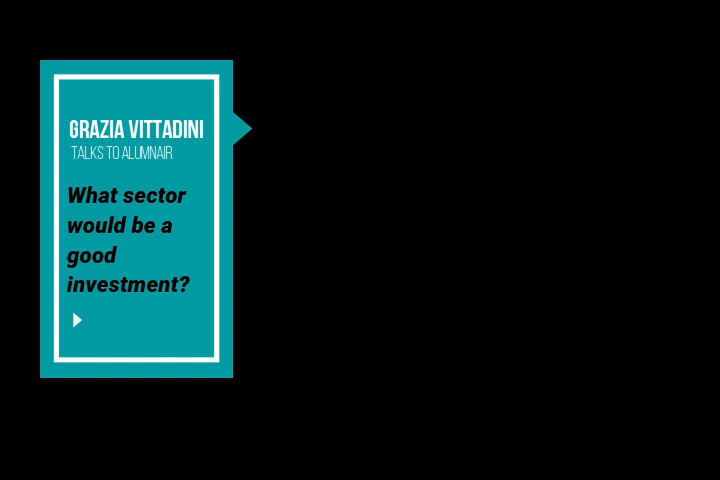 GRAZIA VITTADINI
TALKS TO ALUMNAIR
What sector
would be a
good
investment?